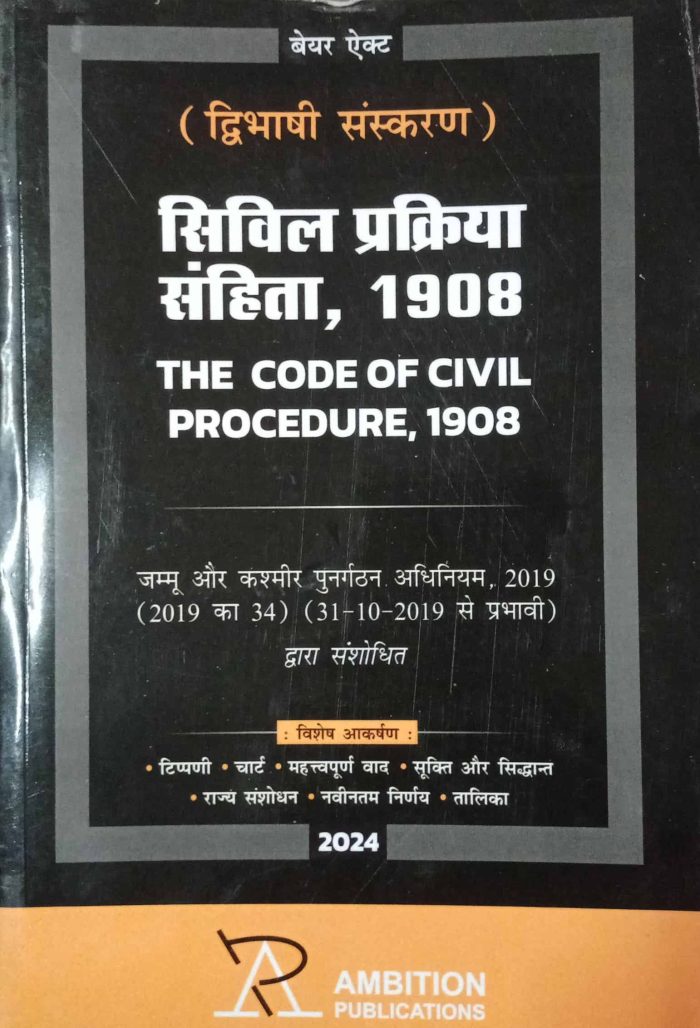 बेयर ऐक्ट
( द्विभाषी संस्करण )
सिविल प्रक्रिया
संहिता, 1908
THE CODE OF CIVIL
PROCEDURE, 1908
जम्मू और कश्मीर पुनर्गठन अधिनियम, 2019
(2019 का 34) (31-10-2019 से प्रभावी)
द्वारा संशोधित
: विशेष आकर्षण :
• टिप्पणी • चार्ट • महत्त्वपूर्ण वाद • सूक्ति और सिद्धान्त
• राज्य संशोधन • नवीनतम निर्णय • तालिका
2024
AMBITION
PUBLICATIONS